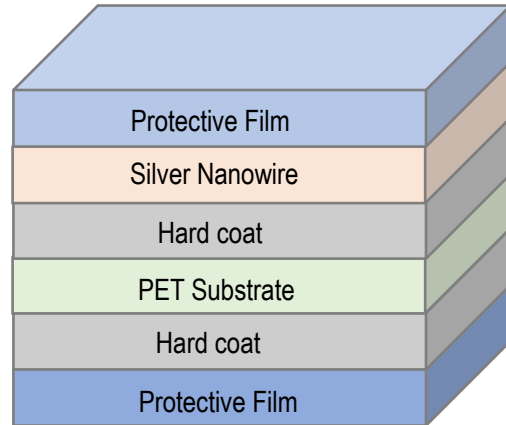 Protective Film
Silver Nanowire
Hard coat
PET Substrate
Hard coat
Protective Film